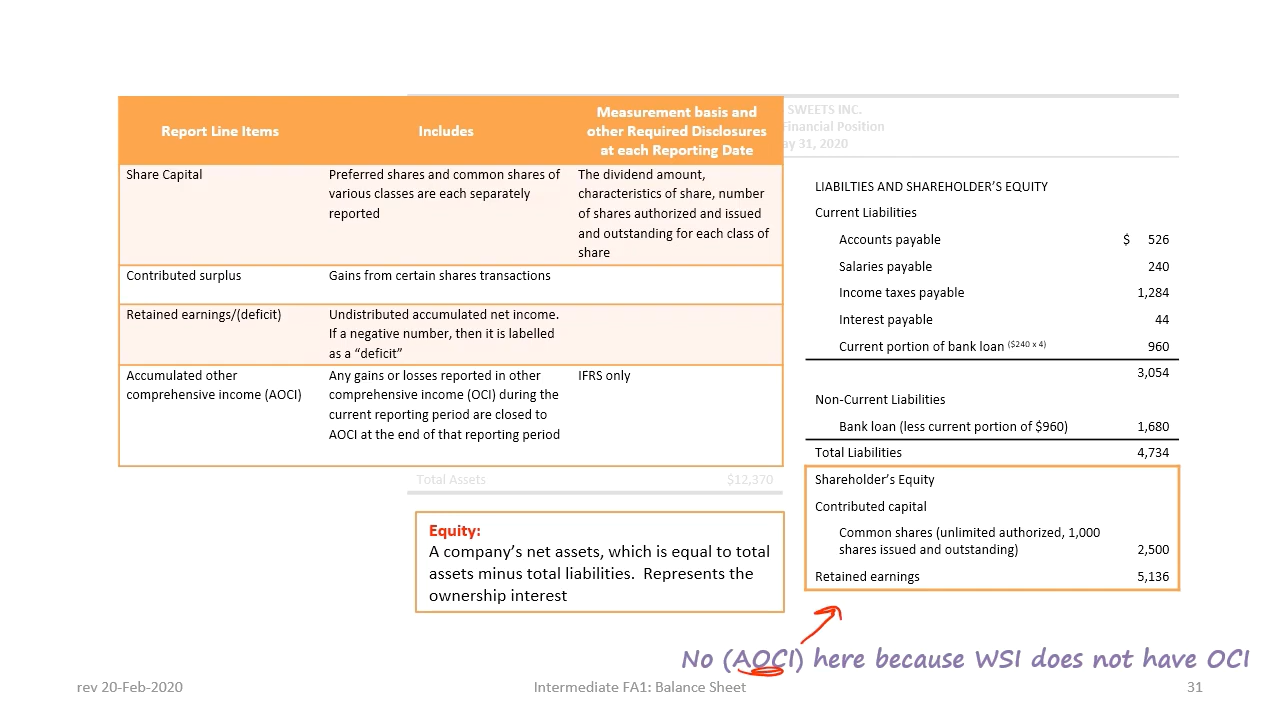 SWEETS INC.
Financial Position
ay 31, 2020
Report Line Items
Includes
Measurement basis and
other Required Disclosures
at each Reporting Date
Share Capital
Preferred shares and common shares of
various classes are each separately
reported
The dividend amount,
characteristics of share, number
of shares authorized and issued
and outstanding for each class of
share
Contributed surplus
Gains from certain shares transactions
Retained earnings/(deficit)
Undistributed accumulated net income.
If a negative number, then it is labelled
as a “deficit”
Accumulated other
comprehensive income (AOCI)
Any gains or losses reported in other
comprehensive income (OCI) during the
current reporting period are closed to
AOCI at the end of that reporting period
IFRS only
Total Assets $12,370
Equity:
A company’s net assets, which is equal to total
assets minus total liabilities. Represents the
ownership interest
LIABILTIES AND SHAREHOLDER’S EQUITY
Current Liabilities
Accounts payable $ 526
Salaries payable 240
Income taxes payable 1,284
Interest payable 44
Current portion of bank loan ($240 x 4) 960
3,054
Non-Current Liabilities
Bank loan (less current portion of $960) 1,680
Total Liabilities 4,734
Shareholder’s Equity
Contributed capital
Common shares (unlimited authorized, 1,000
shares issued and outstanding) 2,500
Retained earnings 5,136
No (AOCI) here because WSI does not have OCI
rev 20-Feb-2020
Intermediate FA1: Balance Sheet
31